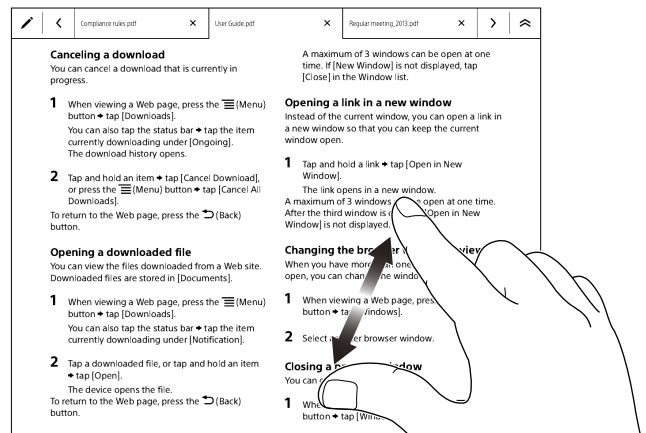 Compliance rules.pdf
User Guide.pdf
Regular meeting_2013.pdf
Canceling a download
You can cancel a download that is currently in
progress.
1 When viewing a Web page, press the (Menu)
button tap [Downloads].
You can also tap the status bar tap the item
currently downloading under [Ongoing].
The download history opens.
2 Tap and hold an item tap [Cancel Download],
or press the (Menu) button tap [Cancel All
Downloads].
To return to the Web page, press the (Back)
button.
Opening a downloaded file
You can view the files downloaded from a Web site.
Downloaded files are stored in [Documents].
1 When viewing a Web page, press the (Menu)
button tap [Downloads].
You can also tap the status bar tap the item
currently downloading under [Notification].
2 Tap a downloaded file, or tap and hold an item
tap [Open].
The device opens the file.
To return to the Web page, press the (Back)
button.
A maximum of 3 windows can be open at one
time. If [New Window] is not displayed, tap
[Close] in the Window list.
Opening a link in a new window
Instead of the current window, you can open a link in
a new window so that you can keep the current
window open.
1 Tap and hold a link tap [Open in New
Window].
The link opens in a new window.
A maximum of 3 windows open at one time.
After the third window is [Open in New
Window] is not displayed.
Changing the
When you have more one
open, you can
1 When viewing a Web page,
button
2 Select browser window.
Closing a
You can
1
button tap